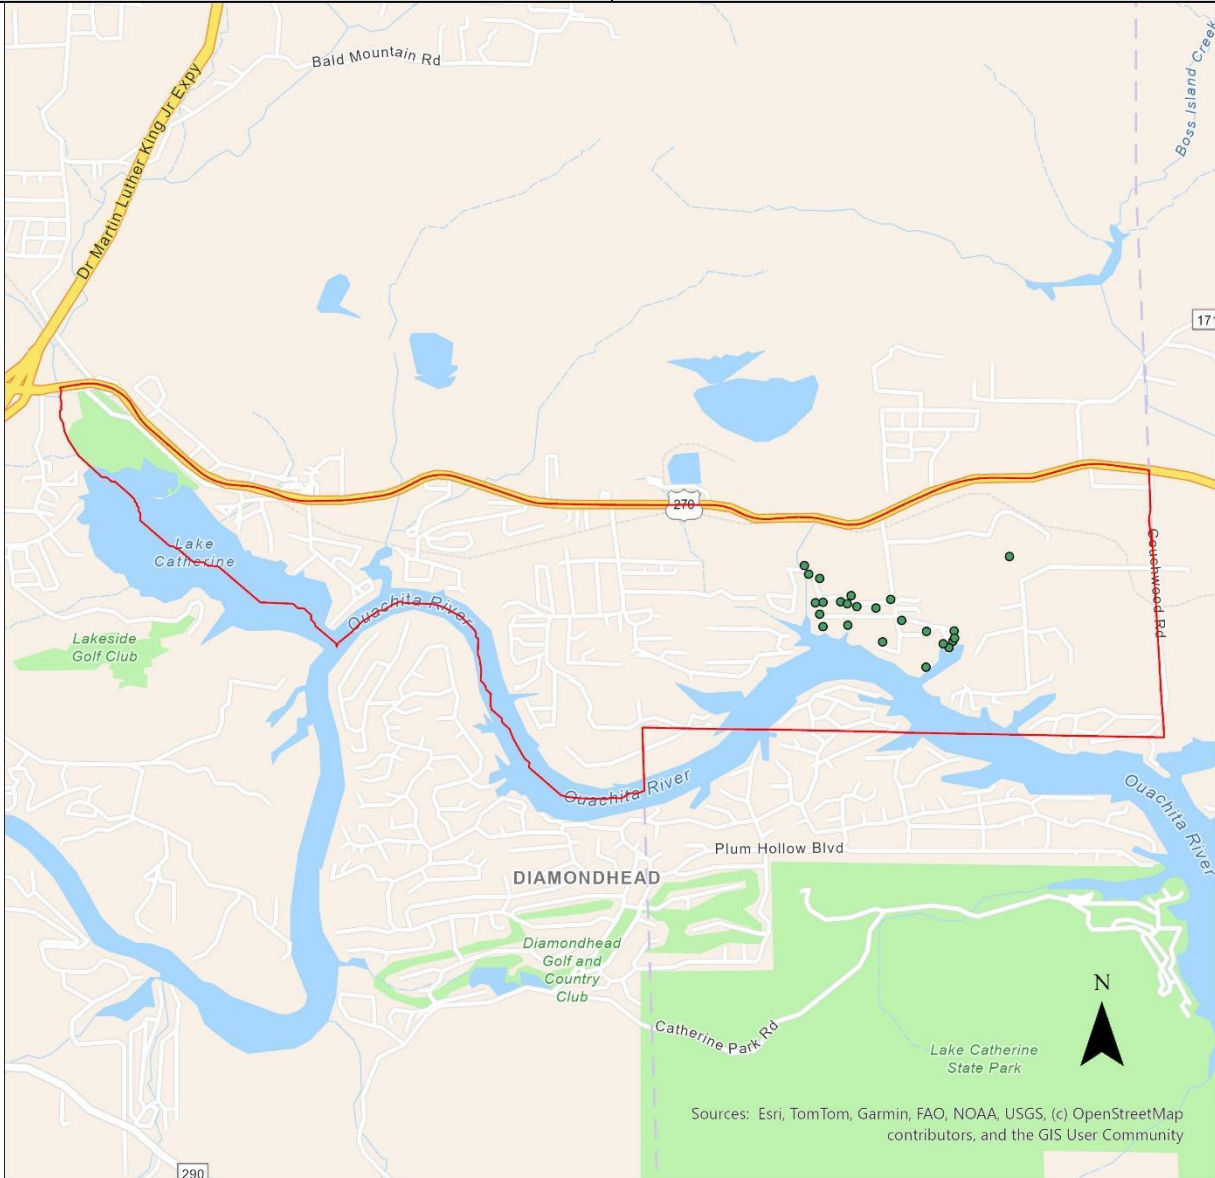 Bald Mountain Rd
Boss Island Creek
Dr Martin Luther King Jr Expy
171
270
Lake
Catherine
Couchwood Rd
Ouachita River
Lakeside
Golf Club
Ouachita River
Ouachita River
Plum Hollow Blvd
DIAMONDHEAD
Diamondhead
Golf and
Country
Club
N
Catherine Park Rd
Lake Catherine
State Park
Sources: Esri, TomTom, Garmin, FAO, NOAA, USGS, (c) OpenStreetMap
contributors, and the GIS User Community
290